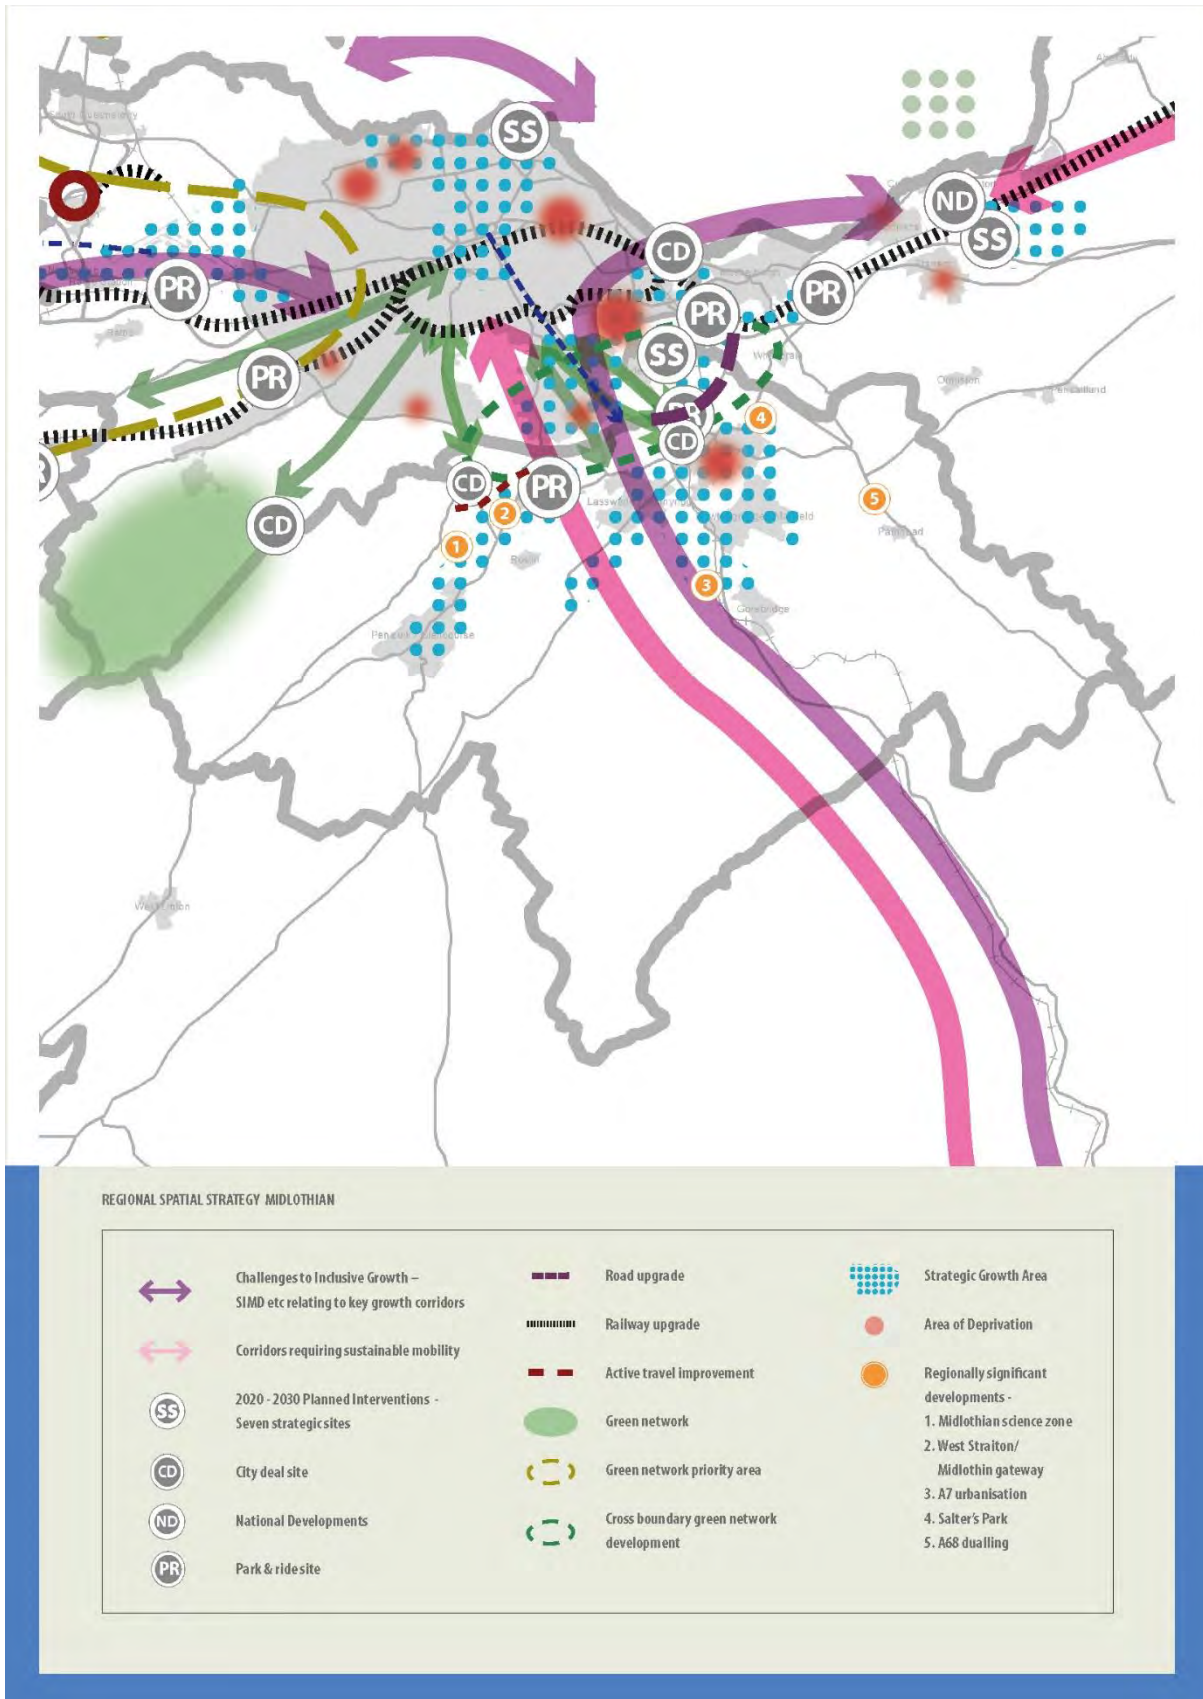 SS
ND
CD
SS
PR
PR
PR
SS
PR
CD
CD
PR
CD
4
5
2
1
3
Gorebridge
REGIONAL SPATIAL STRATEGY MIDLOTHIAN
Challenges to Inclusive Growth –
SIMD etc relating to key growth corridors
Corridors requiring sustainable mobility
SS
2020 - 2030 Planned Interventions -
Seven strategic sites
CD
City deal site
ND
National Developments
PR
Park & ride site
Road upgrade
Railway upgrade
Active travel improvement
Green network
Green network priority area
Cross boundary green network
development
Strategic Growth Area
Area of Deprivation
Regionally significant
developments -
1. Midlothian science zone
2. West Straiton/
Midlothin gateway
3. A7 urbanisation
4. Salter's Park
5. A68 dualling